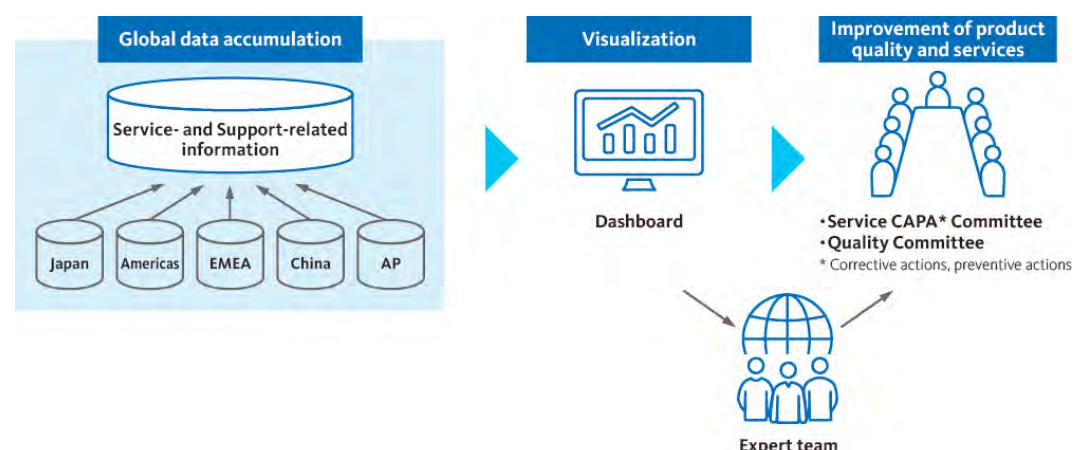 Global data accumulation
Service- and Support-related
information
Japan
Americas
EMEA
China
AP
Visualization
Dashboard
Improvement of product
quality and services
・Service CAPA* Committee
・Quality Committee
* Corrective actions, preventive actions
Expert team